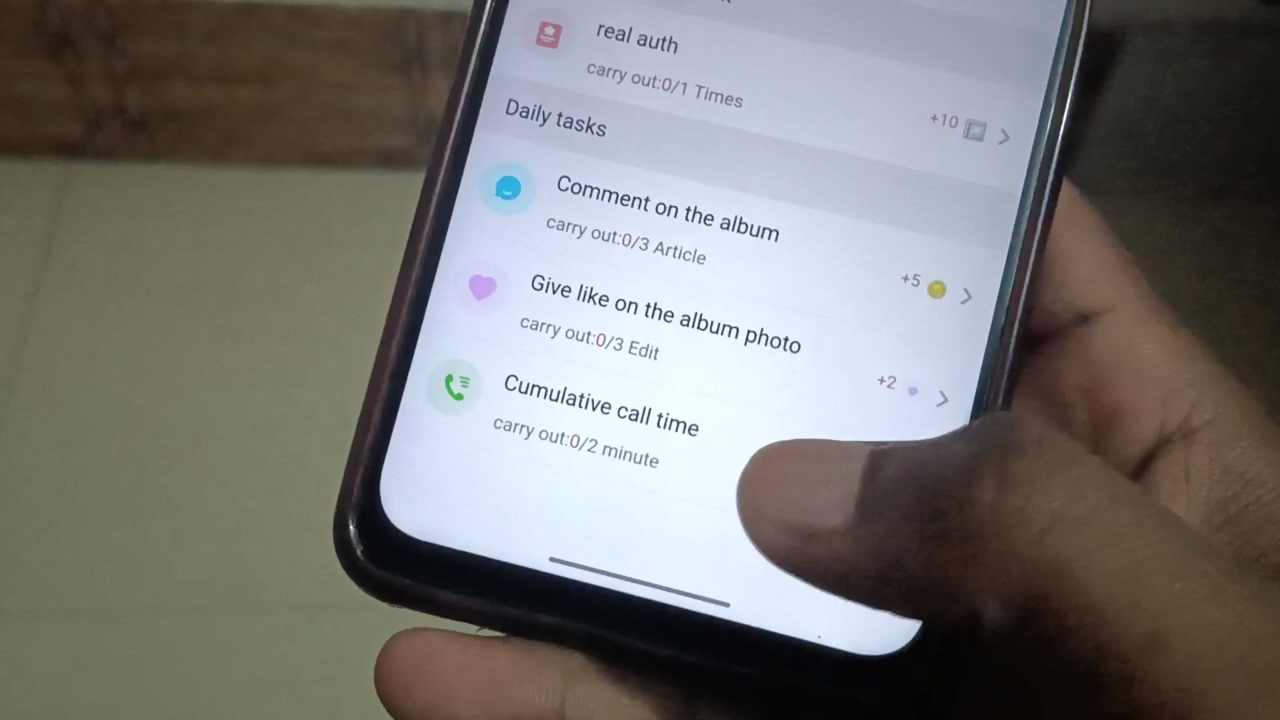 real auth
carry out:0/1 Times
+10
Daily tasks
Comment on the album
carry out:0/3 Article
+5
Give like on the album photo
carry out:0/3 Edit
+2
Cumulative call time
carry out:0/2 minute